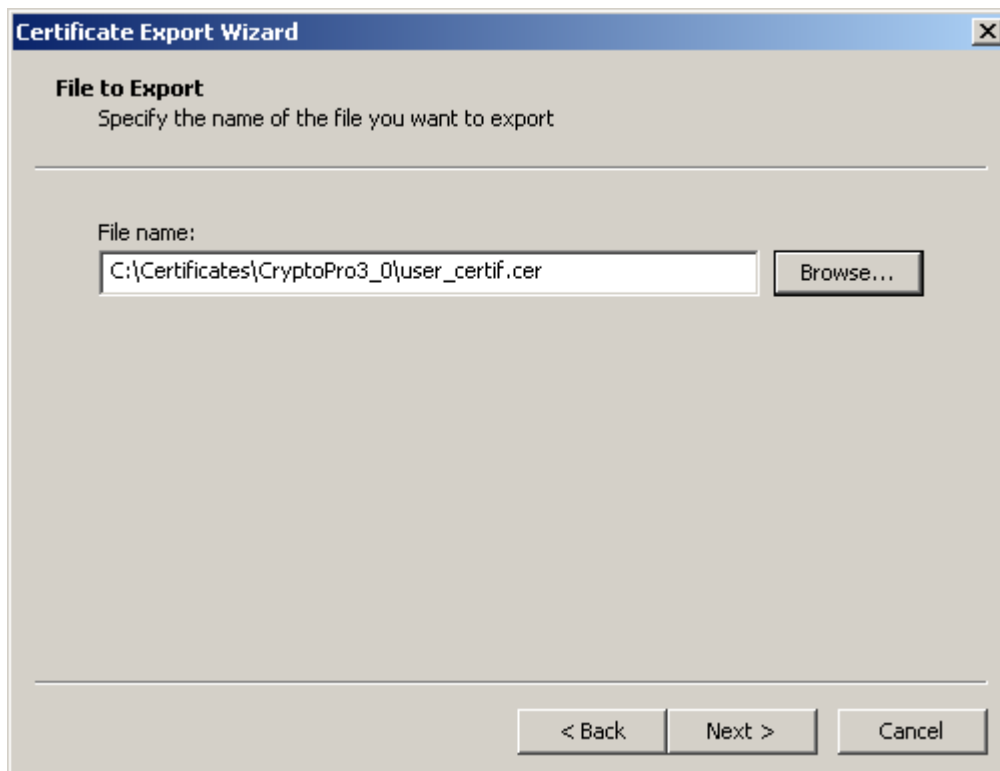 Certificate Export Wizard
File to Export
Specify the name of the file you want to export
File name:
C:\Certificates\CryptoPro3_0\user_certif.cer
Browse...
< Back
Next >
Cancel